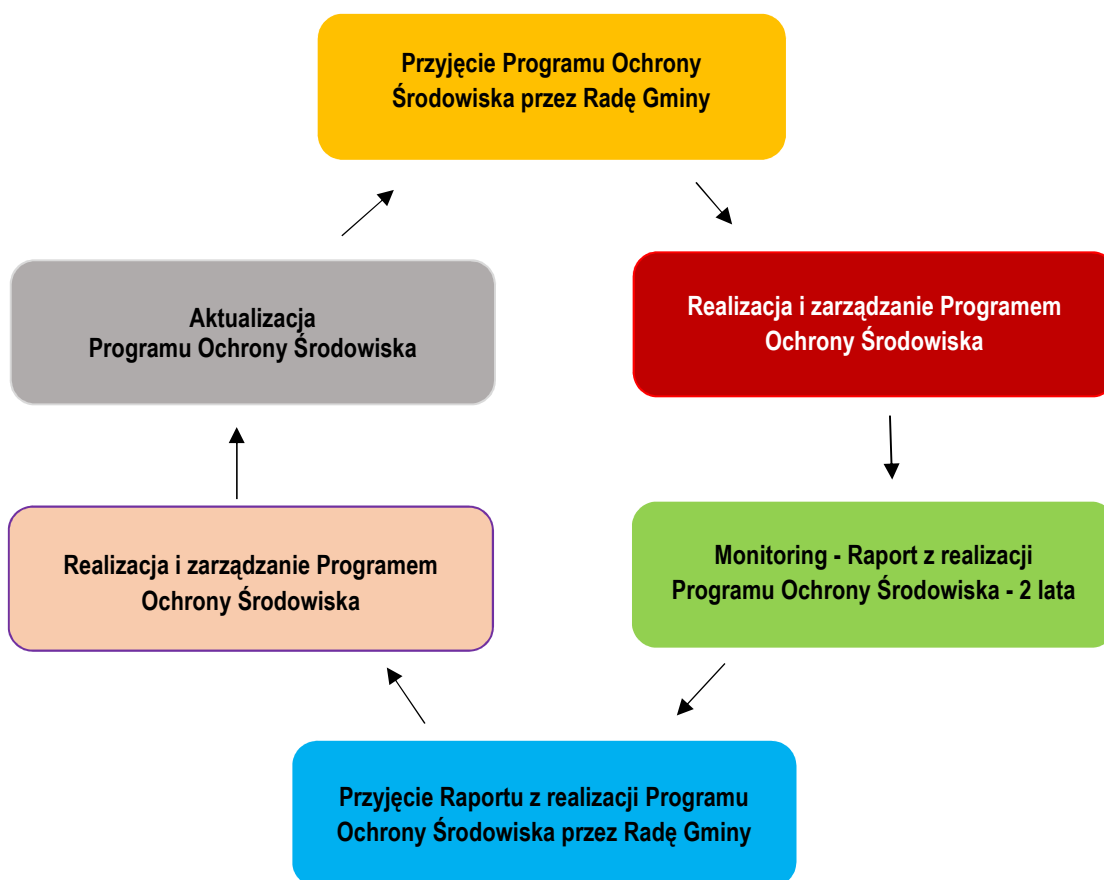 Przyjęcie Programu Ochrony
Środowiska przez Radę Gminy
Realizacja i zarządzanie Programem
Ochrony Środowiska
Monitoring - Raport z realizacji
Programu Ochrony Środowiska - 2 lata
Przyjęcie Raportu z realizacji Programu
Ochrony Środowiska przez Radę Gminy
Realizacja i zarządzanie Programem
Ochrony Środowiska
Aktualizacja
Programu Ochrony Środowiska